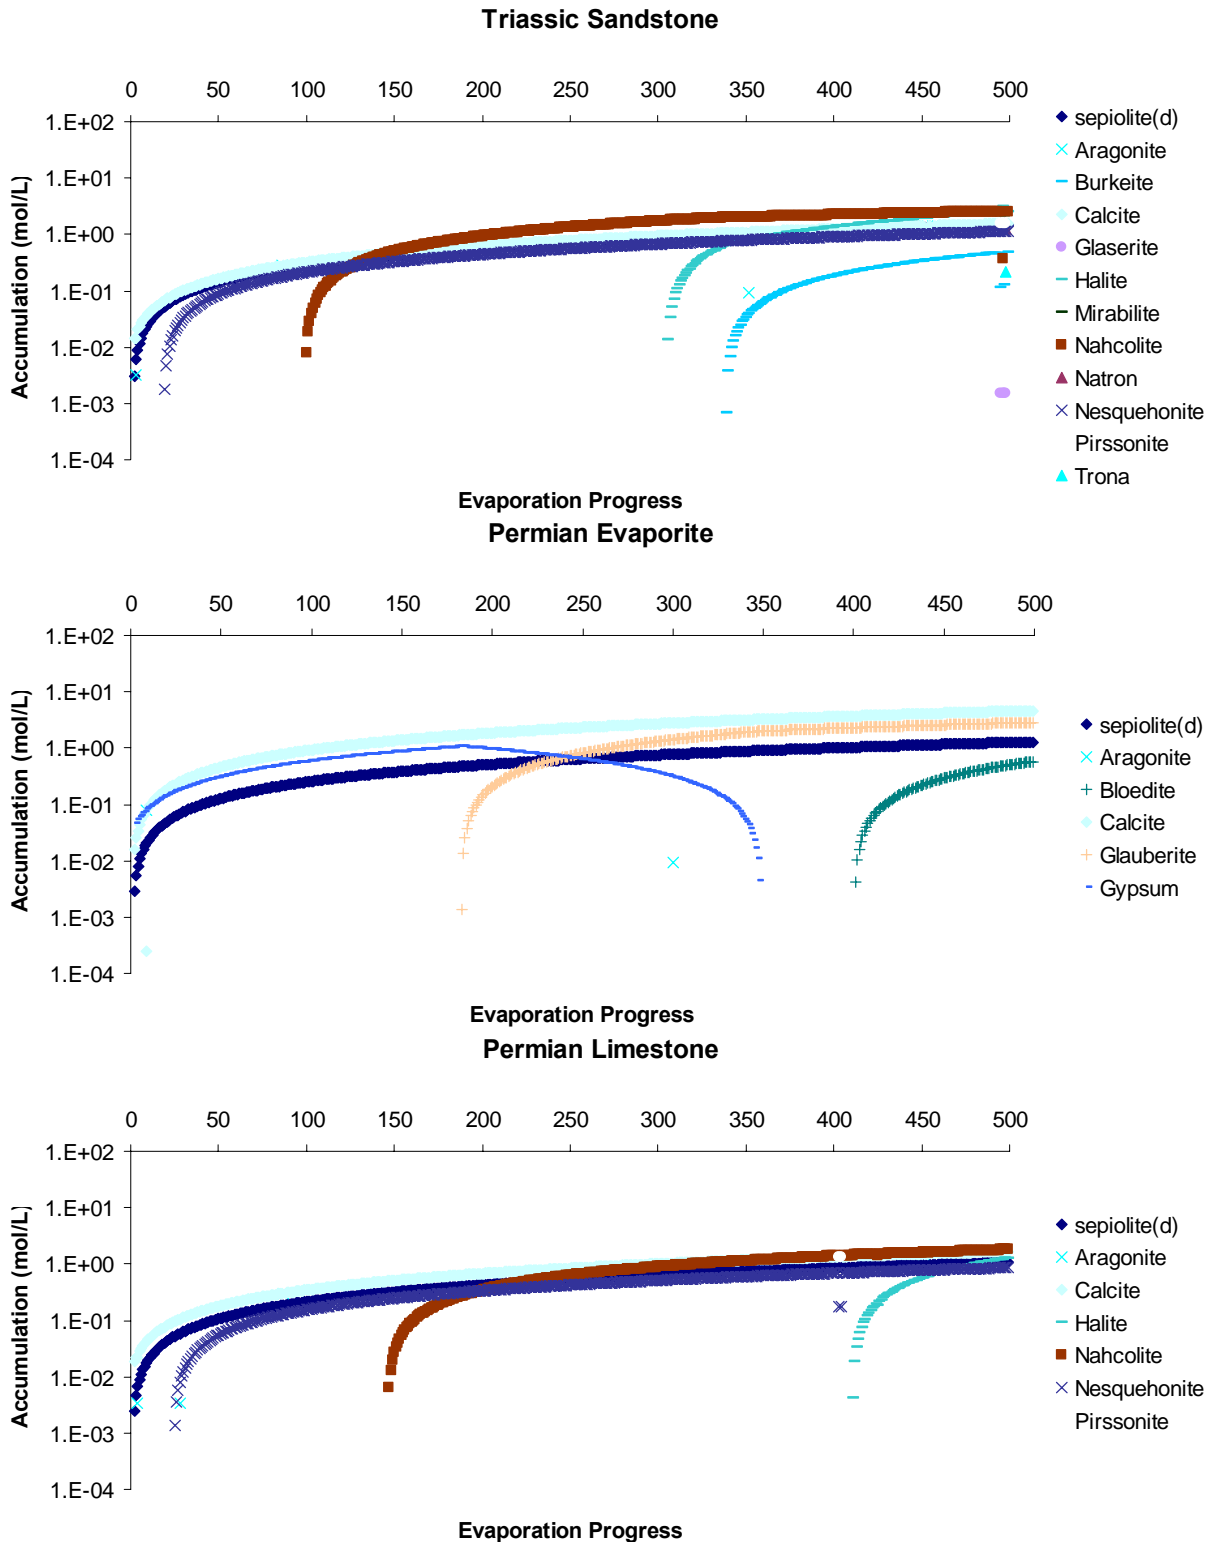 Triassic Sandstone
0 50 100 150 200 250 300 350 400 450 500
1.E+02
1.E+01
1.E+00
1.E-01
1.E-02
1.E-03
1.E-04
Accumulation (mol/L)
Evaporation Progress
sepiolite(d)
Aragonite
Burkeite
Calcite
Glaserite
Halite
Mirabilite
Nahcolite
Natron
Nesquehonite
Pirssonite
Trona
Permian Evaporite
0 50 100 150 200 250 300 350 400 450 500
1.E+02
1.E+01
1.E+00
1.E-01
1.E-02
1.E-03
1.E-04
Accumulation (mol/L)
Evaporation Progress
sepiolite(d)
Aragonite
Bloedite
Calcite
Glauberite
Gypsum
Permian Limestone
0 50 100 150 200 250 300 350 400 450 500
1.E+02
1.E+01
1.E+00
1.E-01
1.E-02
1.E-03
1.E-04
Accumulation (mol/L)
Evaporation Progress
sepiolite(d)
Aragonite
Calcite
Halite
Nahcolite
Nesquehonite
Pirssonite